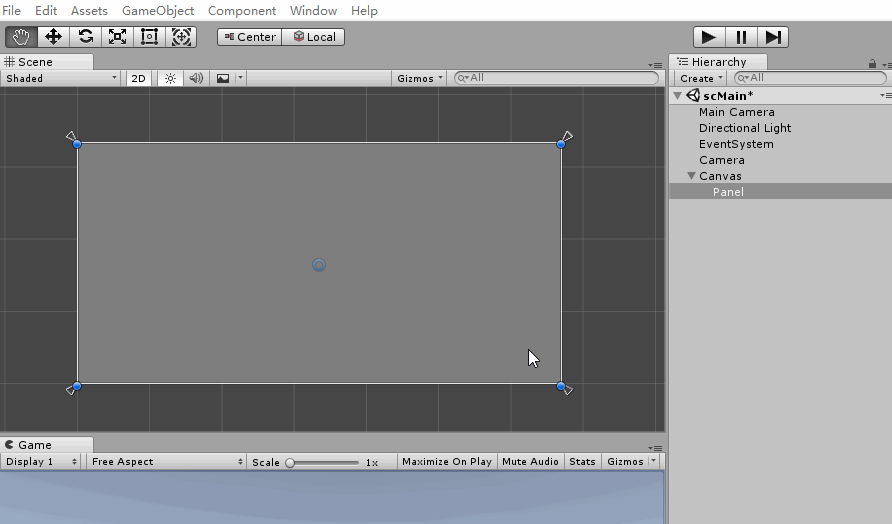 File Edit Assets GameObject Component Window Help
Center Local
Scene
Shaded 2D Gizmos All
Hierarchy
Create All
scMain*
Main Camera
Directional Light
EventSystem
Camera
Canvas
Panel
Game
Display 1 Free Aspect Scale 1x Maximize On Play Mute Audio Stats Gizmos